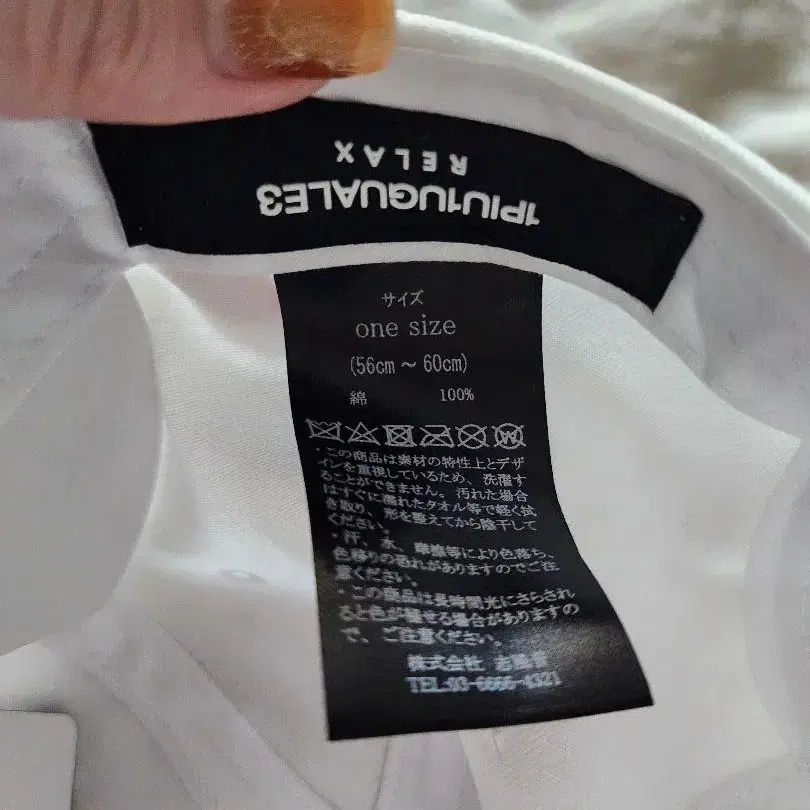 1PIU1UGUALE3
RELAX
サイズ
one size
(56cm ~ 60cm)
綿 100%
・この商品は素材の特性上とデザ
インを重視しているため、洗濯す
ることができません。汚れた場合
はすぐに濡れたタオル等で軽く拭
き取り、形を整えてから陰干して
ください。
・汗、水、摩擦等により色落ち、
色移りの恐れがありますのでご注
意ください。
・この商品は長時間光にさらされ
ると色が褪せる場合がありますの
で、ご注意ください。
株式会社
TEL:03-6666-4321